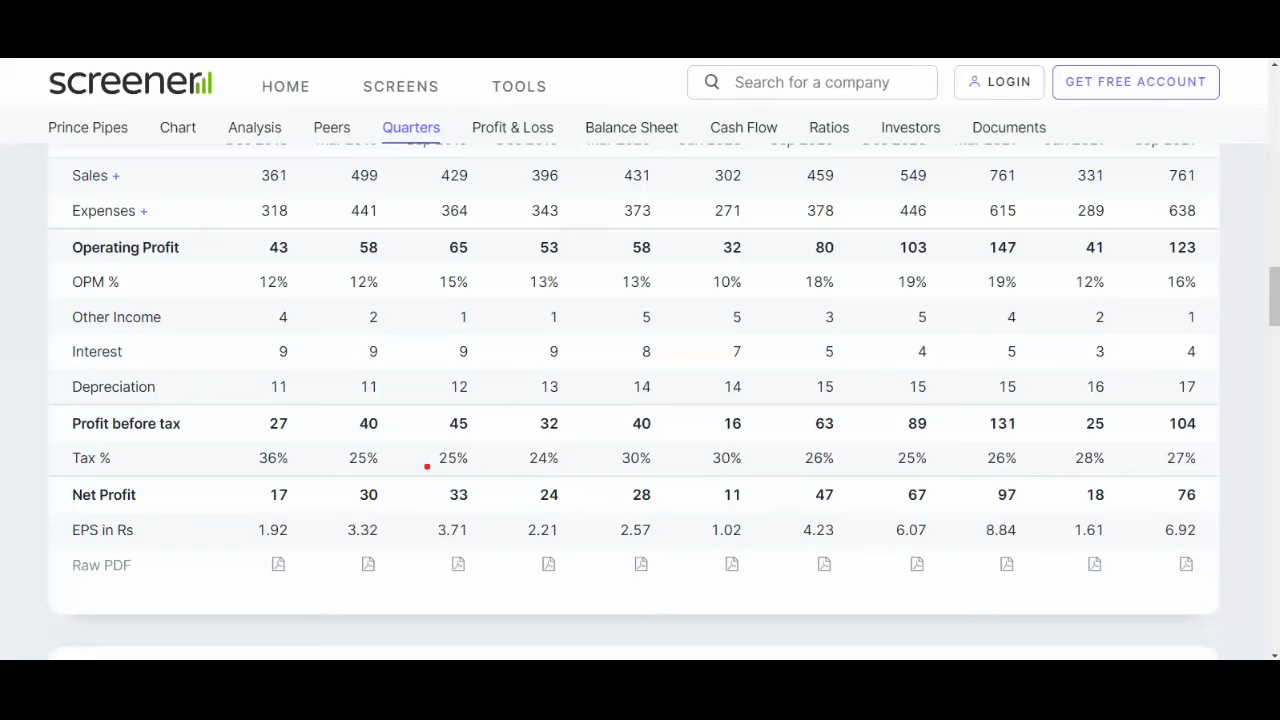 screener
HOME SCREENS TOOLS
Search for a company
LOGIN
GET FREE ACCOUNT
Prince Pipes Chart Analysis Peers Quarters Profit & Loss Balance Sheet Cash Flow Ratios Investors Documents
Sales + 361 499 429 396 431 302 459 549 761 331 761
Expenses + 318 441 364 343 373 271 378 446 615 289 638
Operating Profit 43 58 65 53 58 32 80 103 147 41 123
OPM % 12% 12% 15% 13% 13% 10% 18% 19% 19% 12% 16%
Other Income 4 2 1 1 5 5 3 5 4 2 1
Interest 9 9 9 9 8 7 5 4 5 3 4
Depreciation 11 11 12 13 14 14 15 15 15 16 17
Profit before tax 27 40 45 32 40 16 63 89 131 25 104
Tax % 36% 25% 25% 24% 30% 30% 26% 25% 26% 28% 27%
Net Profit 17 30 33 24 28 11 47 67 97 18 76
EPS in Rs 1.92 3.32 3.71 2.21 2.57 1.02 4.23 6.07 8.84 1.61 6.92
Raw PDF